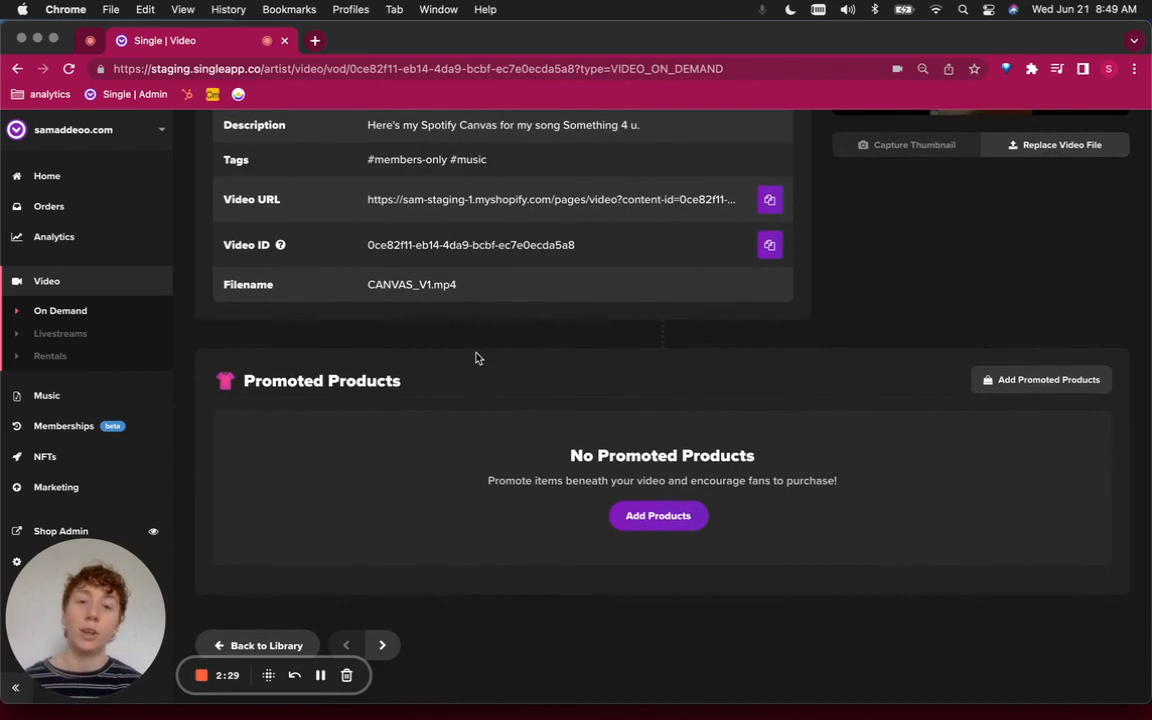 Chrome File Edit View History Bookmarks Profiles Tab Window Help Wed Jun 21 8:49 AM
Single | Video
https://staging.singleapp.co/artist/video/vod/0ce82f11-eb14-4da9-bcbf-ec7e0ecda5a8?type=VIDEO_ON_DEMAND
S
analytics Single | Admin
samaddeoo.com
Home
Orders
Analytics
Video
On Demand
Livestreams
Rentals
Music
Memberships beta
NFTs
Marketing
Shop Admin
Description Here's my Spotify Canvas for my song Something 4 u.
Tags #members-only #music
Video URL https://sam-staging-1.myshopify.com/pages/video?content-id=0ce82f11-...
Video ID 0ce82f11-eb14-4da9-bcbf-ec7e0ecda5a8
Filename CANVAS_V1.mp4
Capture Thumbnail Replace Video File
Promoted Products Add Promoted Products
No Promoted Products
Promote items beneath your video and encourage fans to purchase!
Add Products
Back to Library
2:29